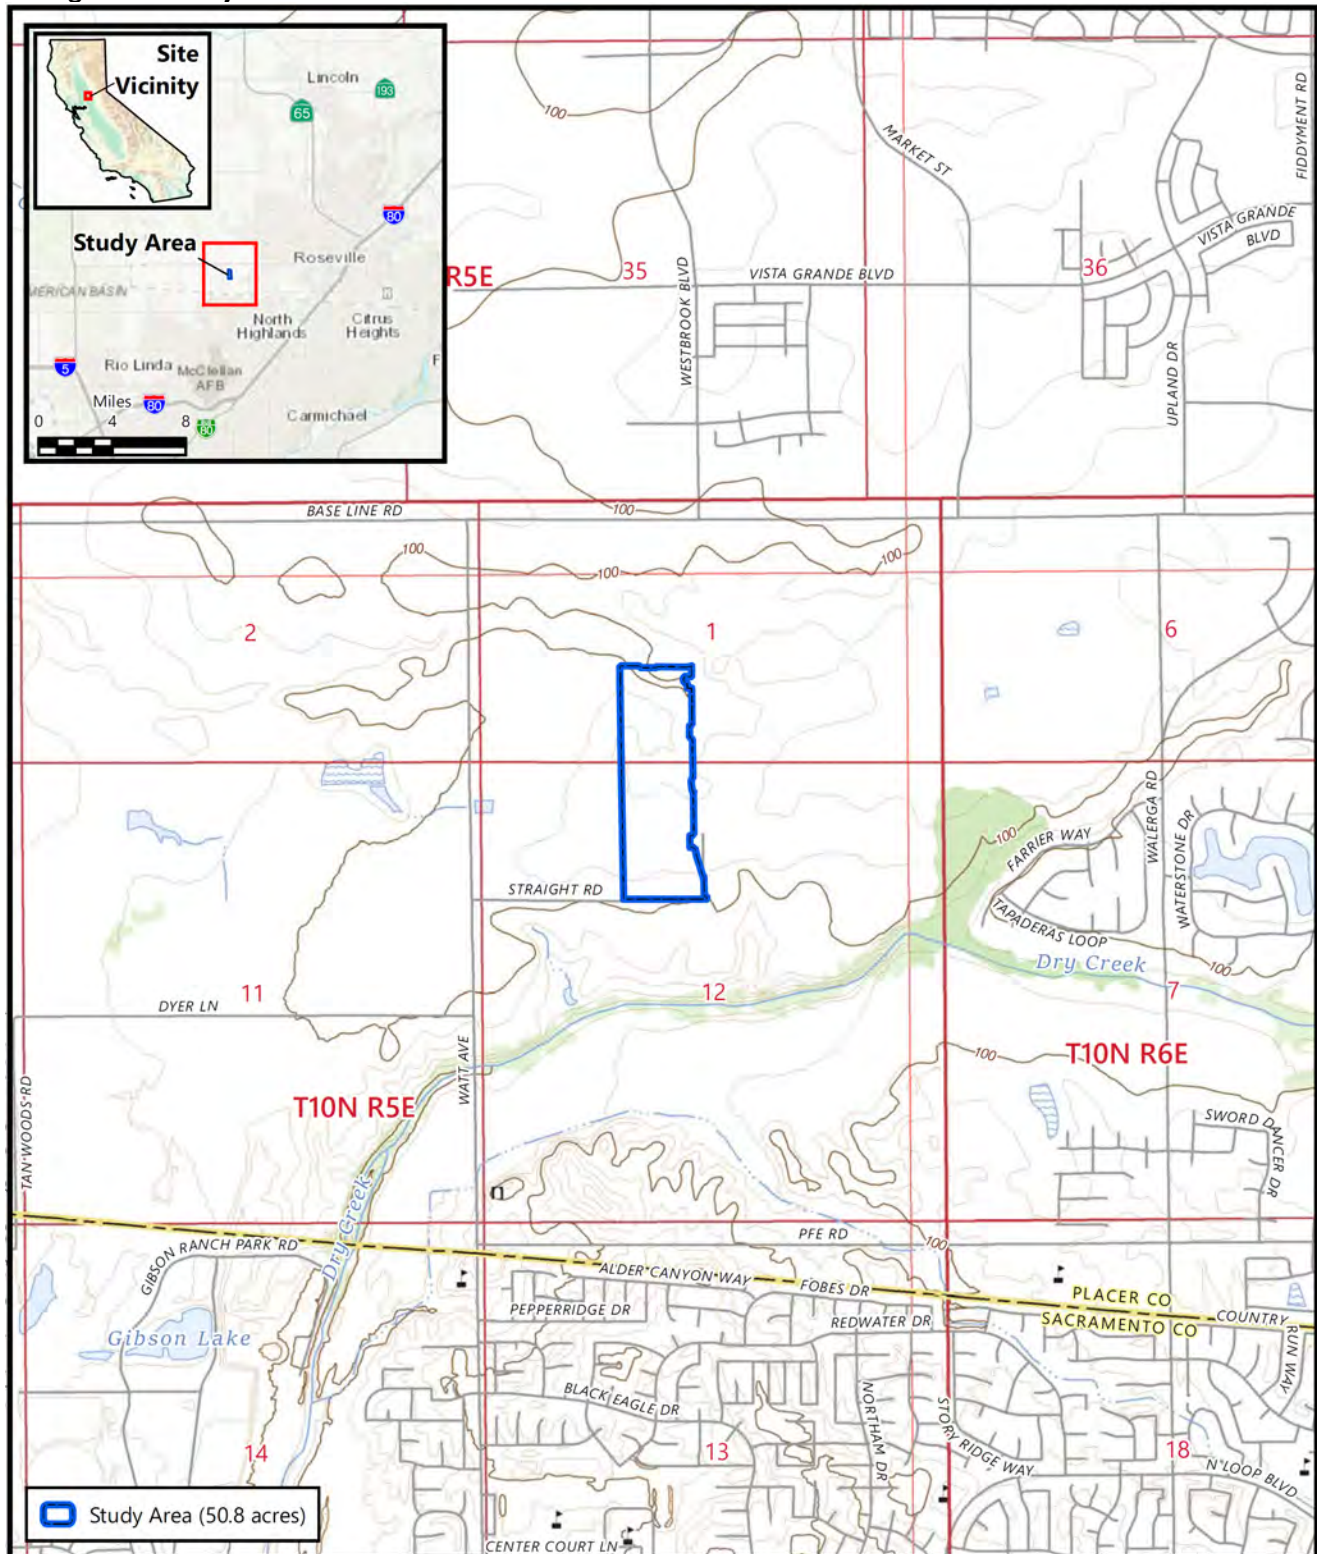 Site
Vicinity
Lincoln
193
65
80
Study Area
Roseville
AMERICAN BASIN
North
Highlands
Citrus
Heights
5
Rio Linda
McClellan
AFB
Miles
80
0 4 8
80
Carmichael
F
R5E
100
MARKET ST
FIDDYMENT RD
VISTA GRANDE
BLVD
35
VISTA GRANDE BLVD
36
WESTBROOK BLVD
UPLAND DR
BASE LINE RD
100
100
100
100
2
1
6
WALERGA RD
WATERSTONE DR
100
FARRIER WAY
STRAIGHT RD
TAPADERAS LOOP
Dry Creek
100
11
12
7
DYER LN
WATT AVE
100
T10N R6E
T10N R5E
TAN WOODS RD
SWORD DANCER DR
Dry Creek
PFE RD
100
GIBSON RANCH PARK RD
ALDER CANYON WAY
FOBES DR
PLACER CO
SACRAMENTO CO
COUNTRY
RUN WAY
PEPPERRIDGE DR
REDWATER DR
Gibson Lake
BLACK EAGLE DR
NORTHAM DR
STORY RIDGE WAY
14
13
18
N LOOP BLVD
Study Area (50.8 acres)
CENTER COURT LN